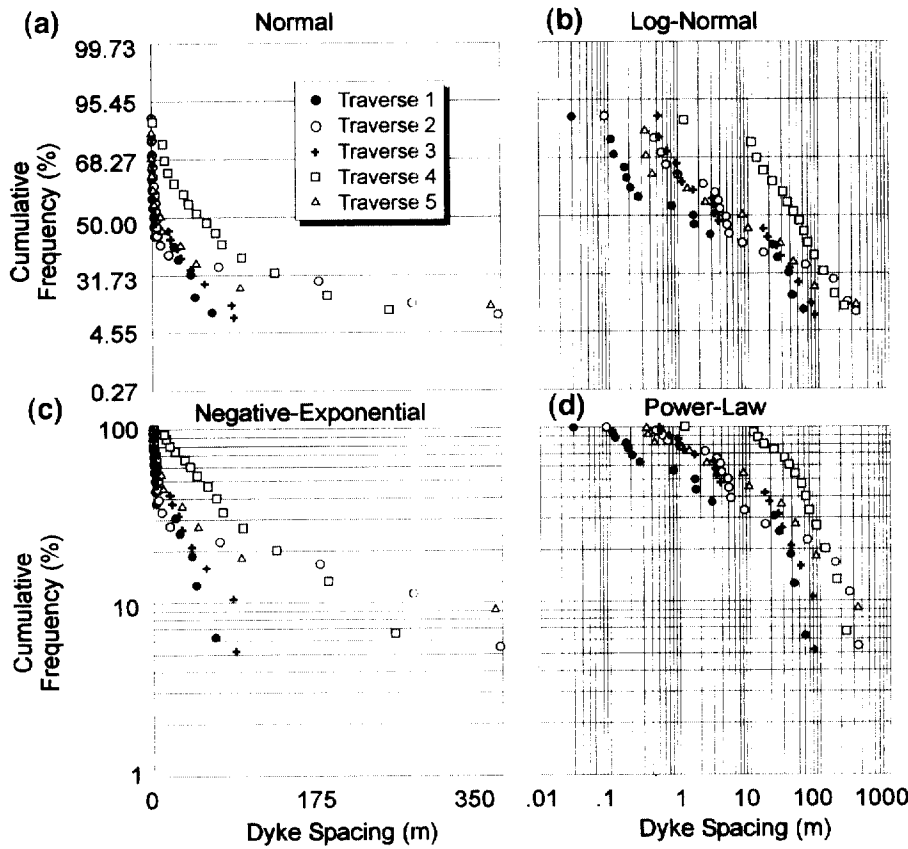 (a) Normal
99.73
95.45
68.27
50.00
31.73
4.55
0.27
Cumulative
Frequency (%)
Traverse 1
Traverse 2
Traverse 3
Traverse 4
Traverse 5
(b) Log-Normal
(c) Negative-Exponential
100
10
1
Cumulative
Frequency (%)
0 175 350
Dyke Spacing (m)
(d) Power-Law
.01 .1 1 10 100 1000
Dyke Spacing (m)